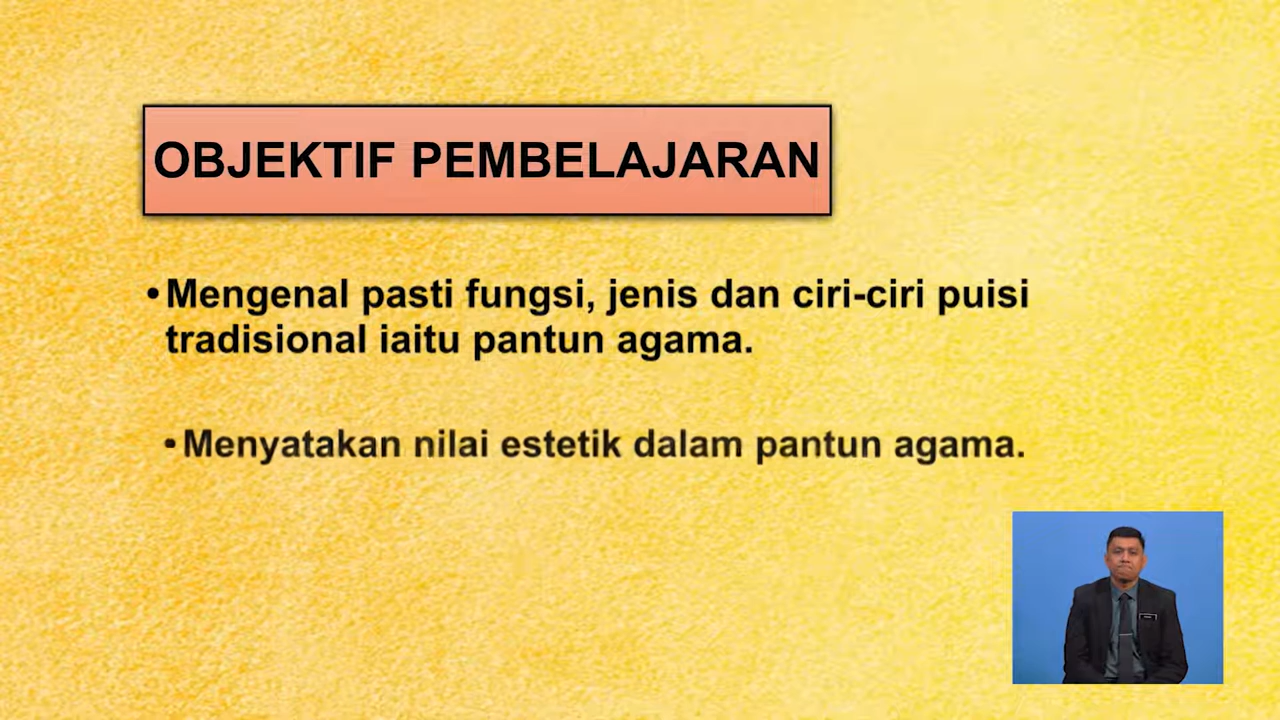 OBJEKTIF PEMBELAJARAN
•Mengenal pasti fungsi, jenis dan ciri-ciri puisi
tradisional iaitu pantun agama.
•Menyatakan nilai estetik dalam pantun agama.